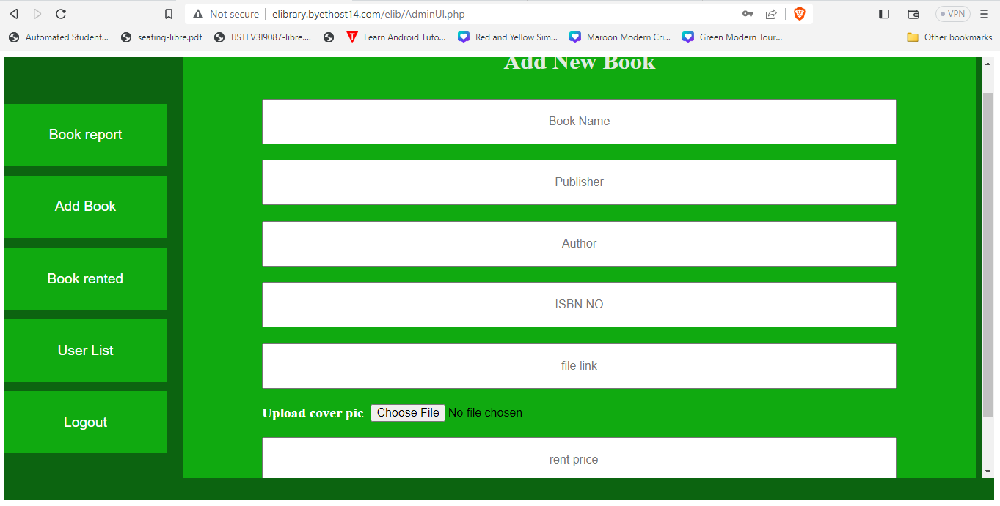 Not secure elibrary.byethost14.com/elib/AdminUI.php VPN
Automated Student... seating-libre.pdf IJSTEV3I9087-libre.... Learn Android Tuto... Red and Yellow Sim... Maroon Modern Cri... Green Modern Tour... Other bookmarks
Add New Book
Book report
Add Book
Book rented
User List
Logout
Book Name
Publisher
Author
ISBN NO
file link
Upload cover pic Choose File No file chosen
rent price